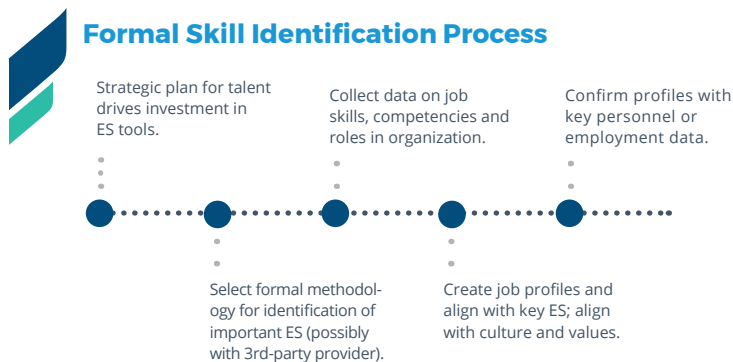 Formal Skill Identification Process
Strategic plan for talent
drives investment in
ES tools.
Select formal methodol-
ogy for identification of
important ES (possibly
with 3rd-party provider).
Collect data on job
skills, competencies and
roles in organization.
Create job profiles and
align with key ES; align
with culture and values.
Confirm profiles with
key personnel or
employment data.